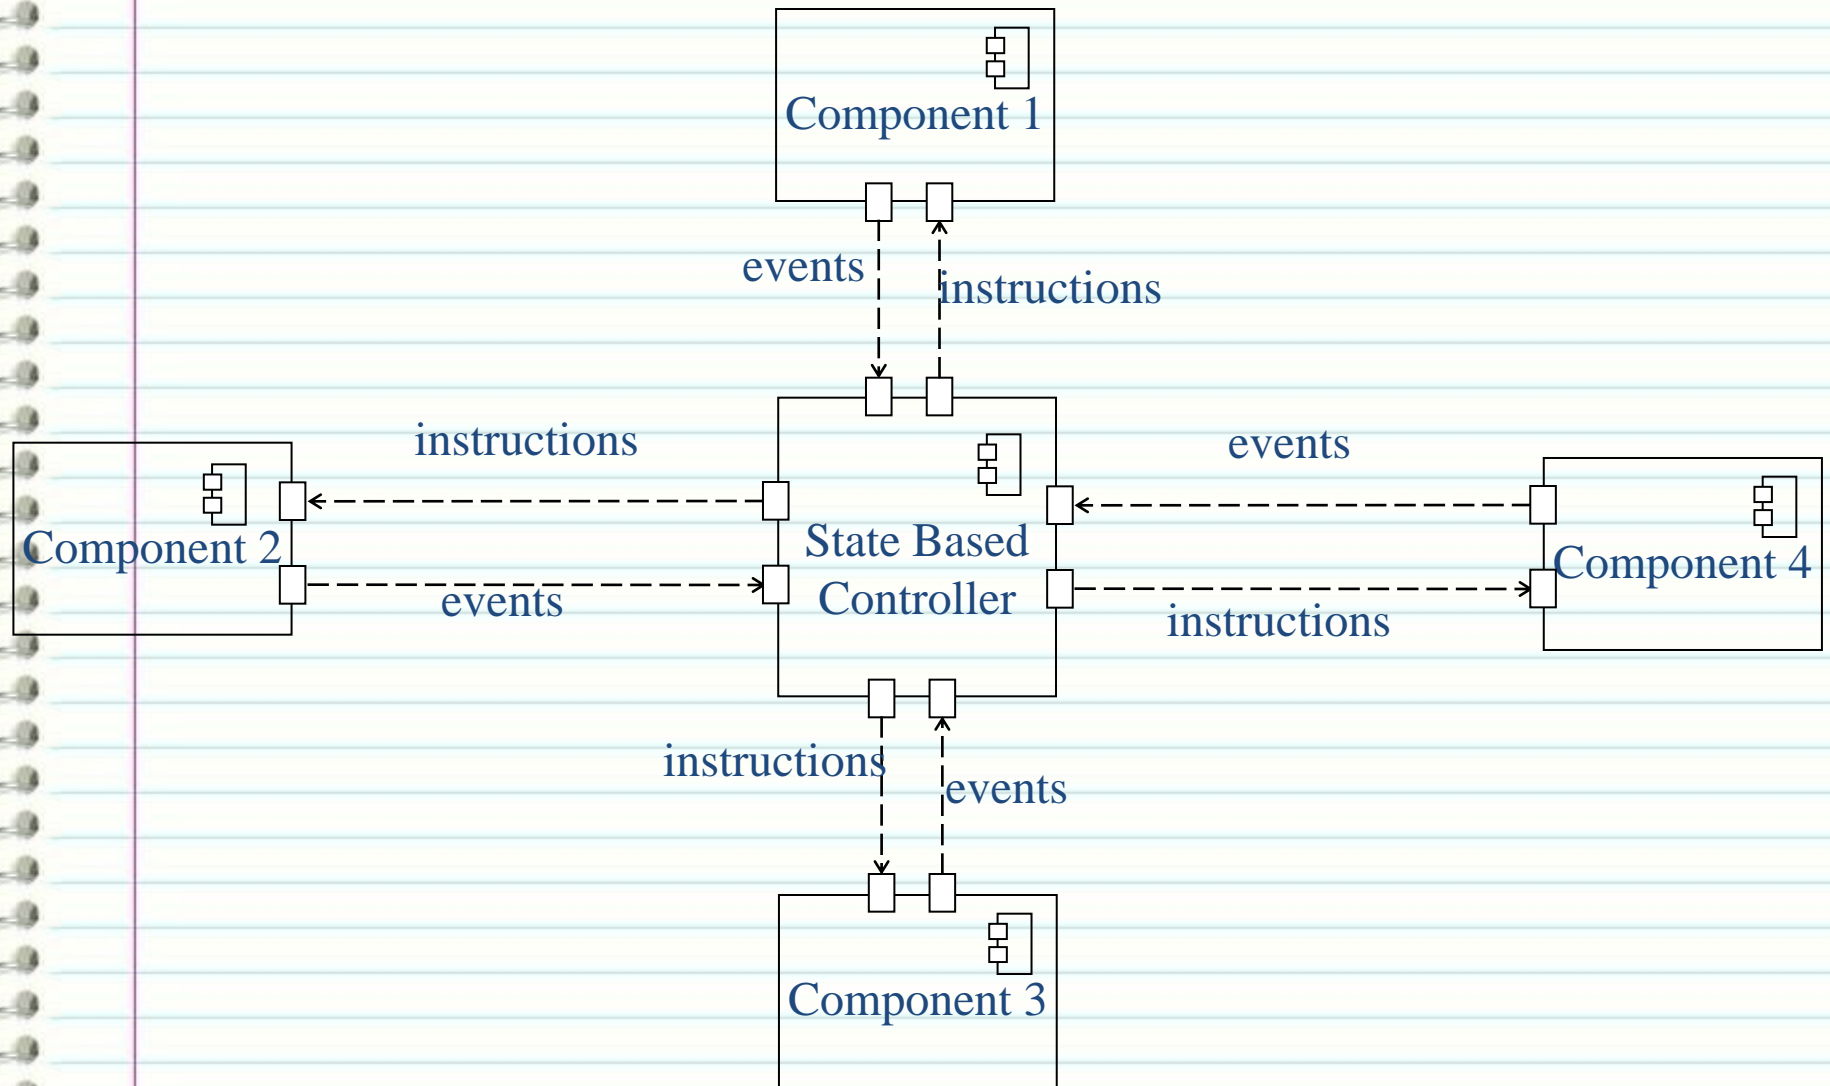 Component 1
events
instructions
instructions
events
Component 2
State Based
Controller
Component 4
events
instructions
instructions
events
Component 3